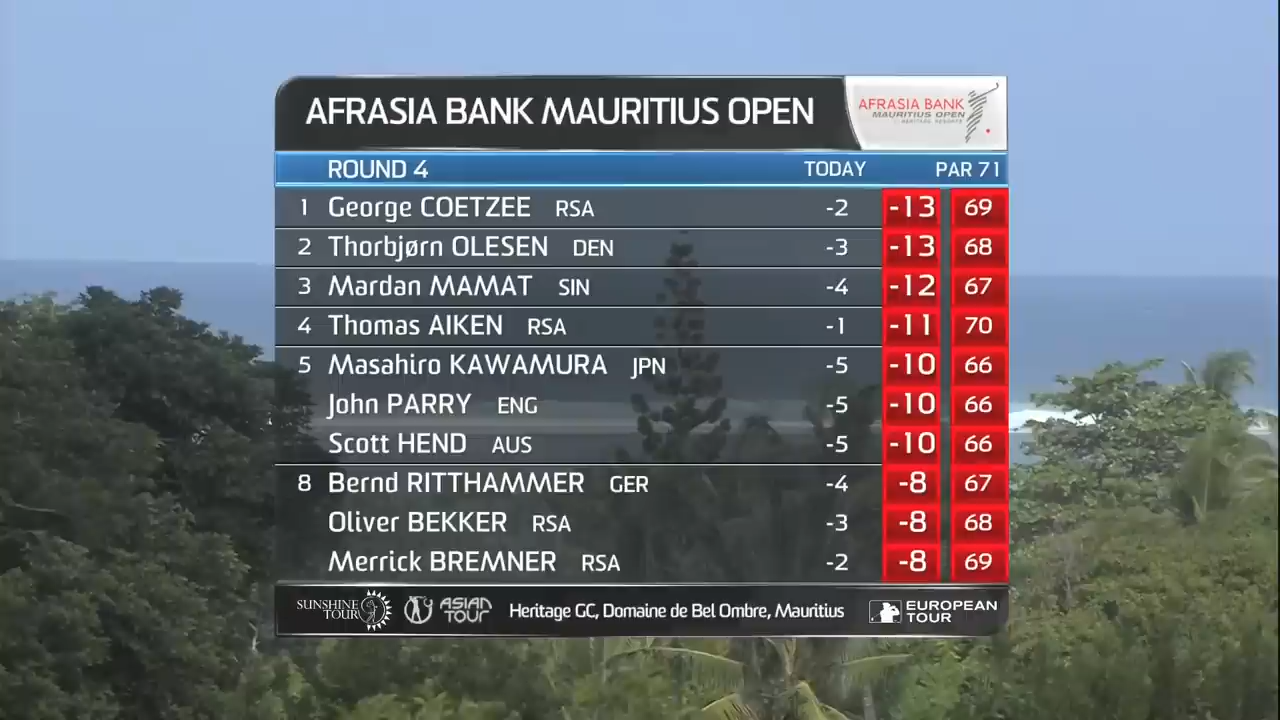 AFRASIA BANK MAURITIUS OPEN
AFRASIA BANK
MAURITIUS OPEN
HERITAGE RESORTS
ROUND 4 TODAY PAR 71
1 George COETZEE RSA -2 -13 69
2 Thorbjørn OLESEN DEN -3 -13 68
3 Mardan MAMAT SIN -4 -12 67
4 Thomas AIKEN RSA -1 -11 70
5 Masahiro KAWAMURA JPN -5 -10 66
John PARRY ENG -5 -10 66
Scott HEND AUS -5 -10 66
8 Bernd RITTHAMMER GER -4 -8 67
Oliver BEKKER RSA -3 -8 68
Merrick BREMNER RSA -2 -8 69
SUNSHINE TOUR ASIAN TOUR Heritage GC, Domaine de Bel Ombre, Mauritius EUROPEAN TOUR